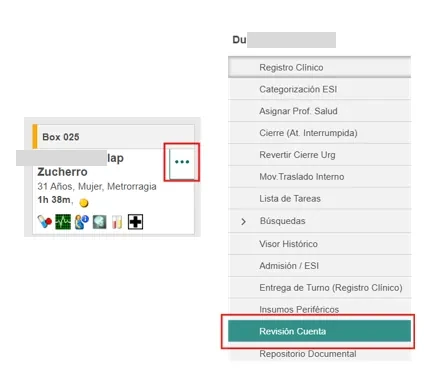 Box 025
lap
Zucherro
31 Años, Mujer, Metrorragia
1h 38m,
Du
Registro Clínico
Categorización ESI
Asignar Prof. Salud
Cierre (At. Interrumpida)
Revertir Cierre Urg
Mov.Traslado Interno
Lista de Tareas
Búsquedas
Visor Histórico
Admisión / ESI
Entrega de Turno (Registro Clínico)
Insumos Periféricos
Revisión Cuenta
Repositorio Documental